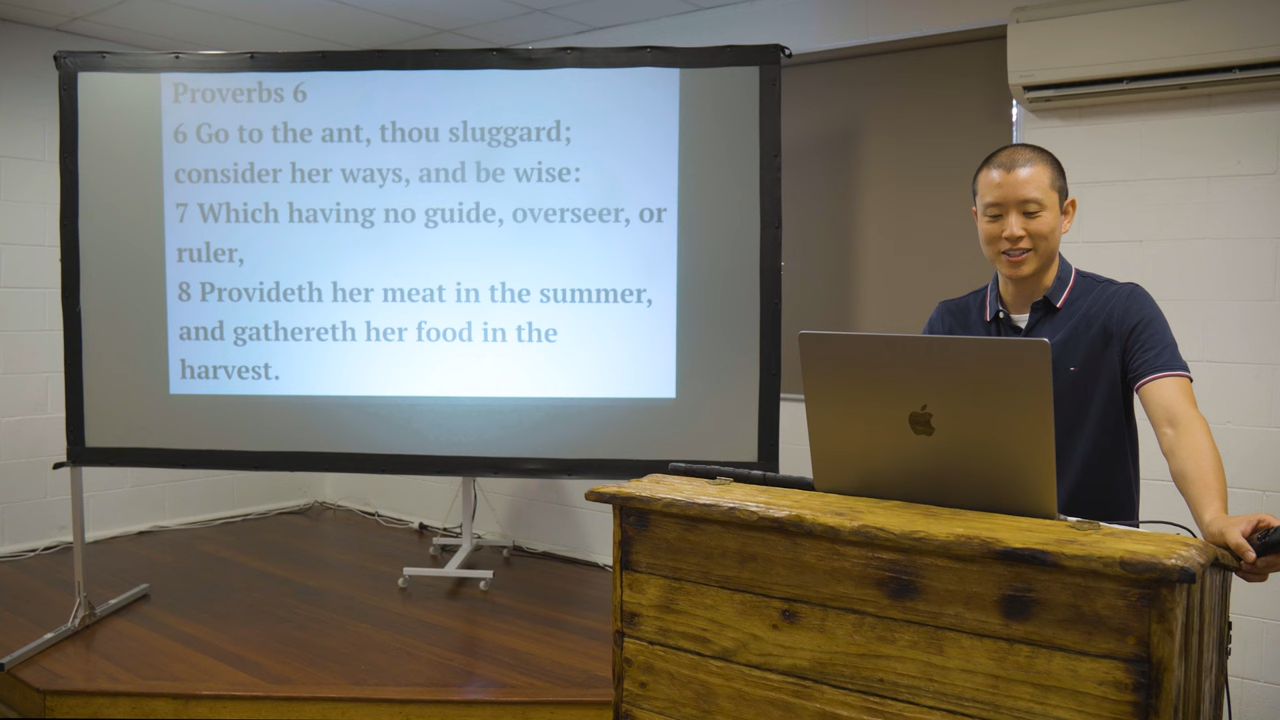 Proverbs 6
6 Go to the ant, thou sluggard;
consider her ways, and be wise:
7 Which having no guide, overseer, or
ruler,
8 Provideth her meat in the summer,
and gathereth her food in the
harvest.